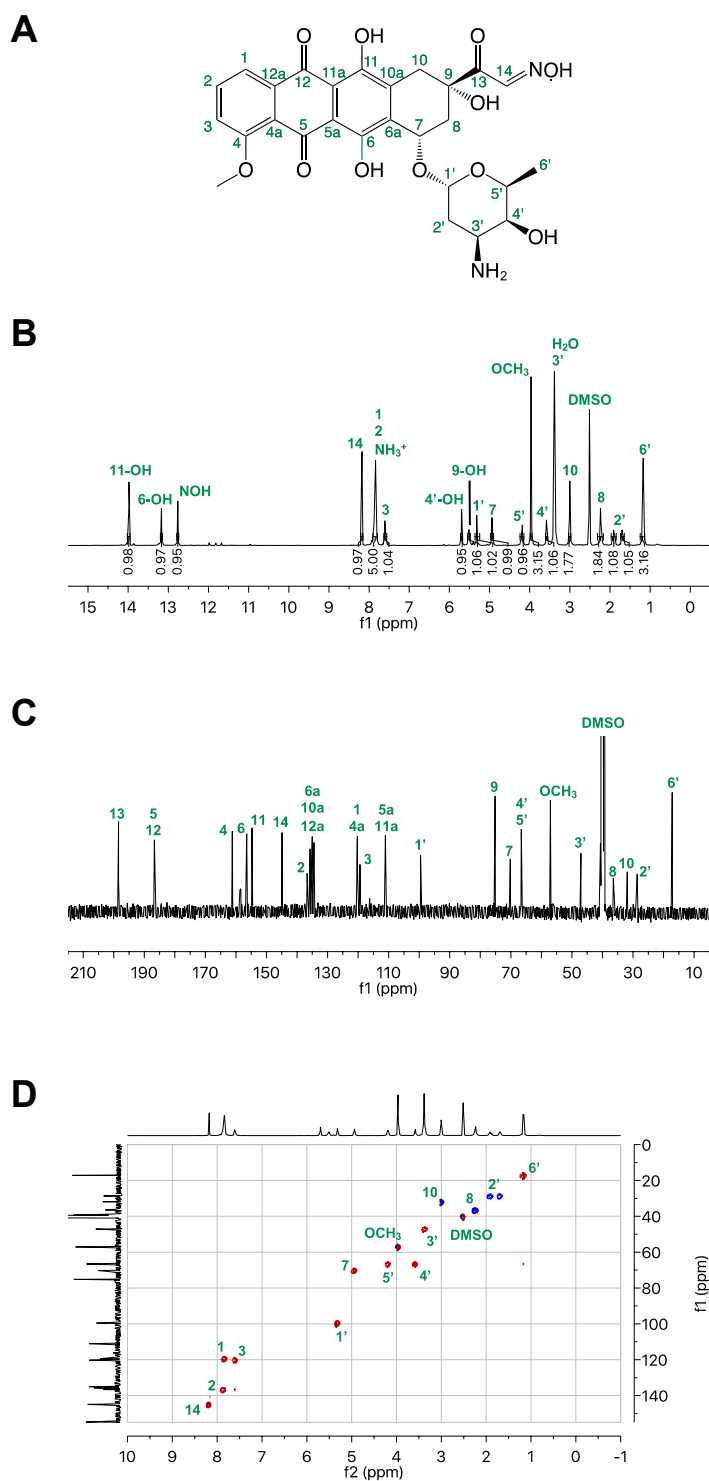 A
OH
O
10
O
NOH
1
12a
12
11a
11
10a
9
14
2
13
OH
8
3
4a
5
5a
6
6a
7
4
O
O
OH
O
1'
O
6'
5'
2'
3'
4'
OH
NH₂
B
H₂O
3'
OCH₃
DMSO
1
2
NH₃⁺
14
9-OH
10
6'
11-OH
6-OH
NOH
4'-OH
1'
7
3
5'
4'
8
2'
0.98
0.97
0.95
0.97
5.00
1.04
0.95
1.06
1.02
0.99
0.96
3.15
1.06
1.77
1.84
1.08
1.05
3.16
15 14 13 12 11 10 9 8 7 6 5 4 3 2 1 0
f1 (ppm)
C
DMSO
6a
10a
12a
9
OCH₃
6'
13
5
12
4
6
11
14
1
4a
5a
11a
4'
5'
2
3
1'
7
3'
8
10
2'
210 190 170 150 130 110 90 70 50 30 10
f1 (ppm)
D
0
6'
20
10
8
2'
40
OCH₃
3'
DMSO
60
7
5'
4'
80
100
1'
1
3
120
2
140
14
10 9 8 7 6 5 4 3 2 1 0 -1
f2 (ppm)
f1 (ppm)